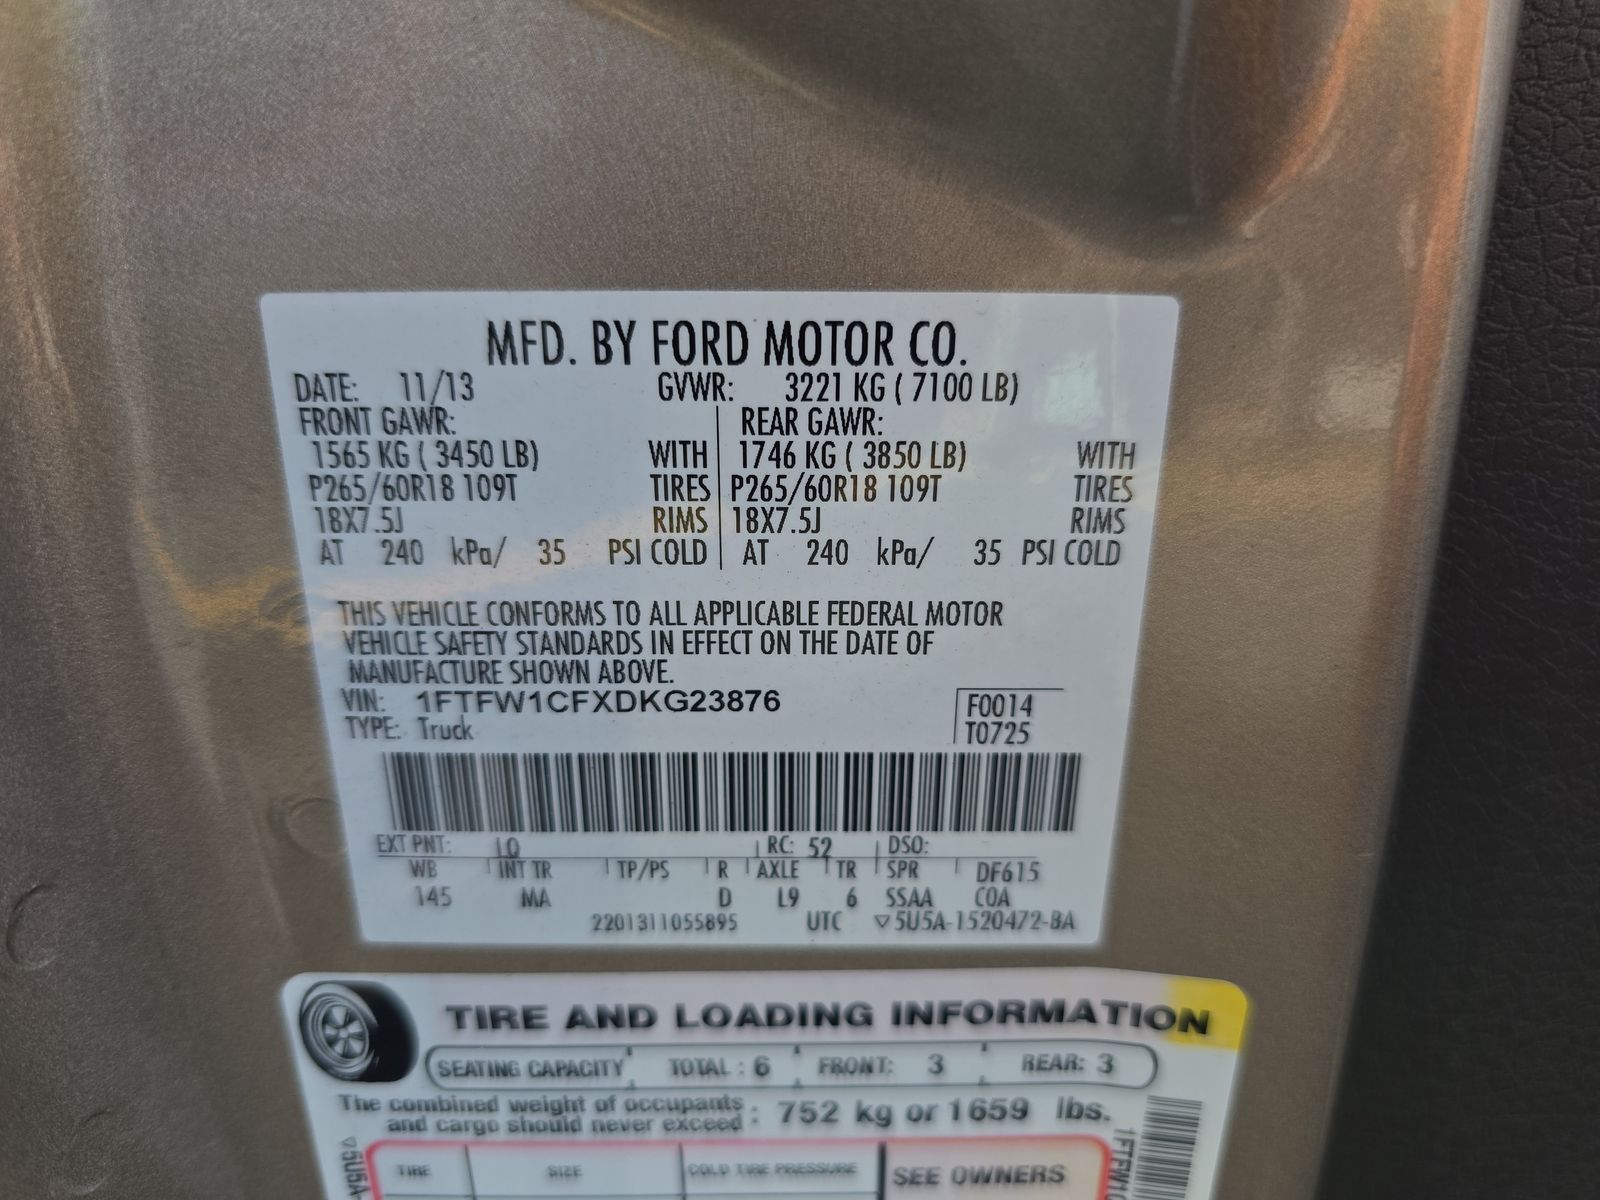 MFD. BY FORD MOTOR CO.
DATE: 11/13 GVWR: 3221 KG ( 7100 LB)
FRONT GAWR: REAR GAWR:
1565 KG ( 3450 LB) WITH 1746 KG ( 3850 LB) WITH
P265/60R18 109T TIRES P265/60R18 109T TIRES
18X7.5J RIMS 18X7.5J RIMS
AT 240 kPa/ 35 PSI COLD AT 240 kPa/ 35 PSI COLD
THIS VEHICLE CONFORMS TO ALL APPLICABLE FEDERAL MOTOR
VEHICLE SAFETY STANDARDS IN EFFECT ON THE DATE OF
MANUFACTURE SHOWN ABOVE.
VIN: 1FTFW1CFXDKG23876 F0014
TYPE: Truck T0725
EXT PNT: LQ RC: 52 DSO:
WB INT TR TP/PS R AXLE TR SPR DF615
145 MA D L9 6 SSAA COA
2201311055895 UTC ▽5U5A-1520472-BA
TIRE AND LOADING INFORMATION
SEATING CAPACITY TOTAL : 6 FRONT: 3 REAR: 3
The combined weight of occupants
and cargo should never exceed : 752 kg or 1659 lbs.
TIRE SIZE COLD TIRE PRESSURE SEE OWNERS
▽5U5A-
1FTFW1C